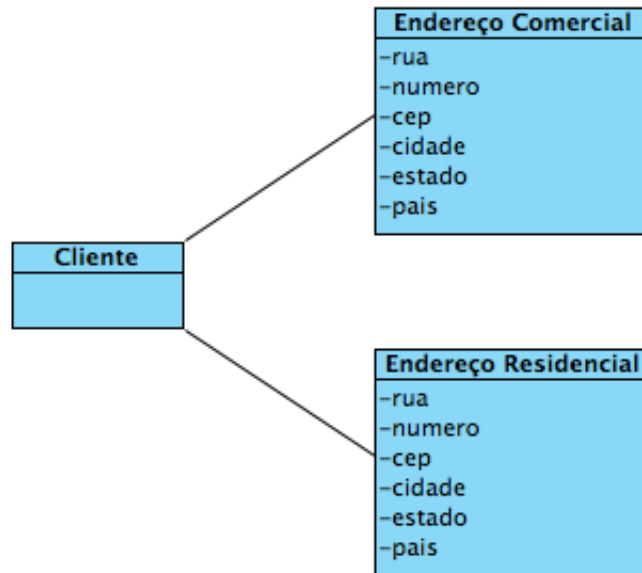 Endereço Comercial
-rua
-numero
-cep
-cidade
-estado
-pais
Cliente
Endereço Residencial
-rua
-numero
-cep
-cidade
-estado
-pais